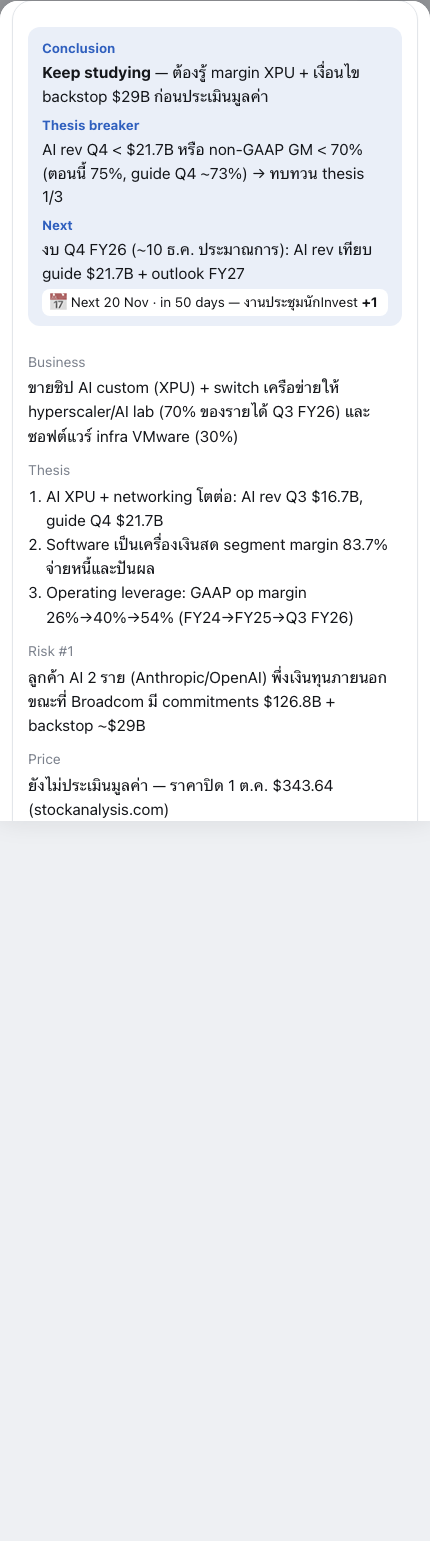 Conclusion
Keep studying — ต้องรู้ margin XPU + เงื่อนไข
backstop $29B ก่อนประเมินมูลค่า
Thesis breaker
AI rev Q4 < $21.7B หรือ non-GAAP GM < 70%
(ตอนนี้ 75%, guide Q4 ~73%) → ทบทวน thesis
1/3
Next
งบ Q4 FY26 (~10 ธ.ค. ประมาณการ): AI rev เทียบ
guide $21.7B + outlook FY27
📅 Next 20 Nov · in 50 days — งานประชุมนักInvest +1
Business
ขายชิป AI custom (XPU) + switch เครือข่ายให้
hyperscaler/AI lab (70% ของรายได้ Q3 FY26) และ
ซอฟต์แวร์ infra VMware (30%)
Thesis
1. AI XPU + networking โตต่อ: AI rev Q3 $16.7B,
guide Q4 $21.7B
2. Software เป็นเครื่องเงินสด segment margin 83.7%
จ่ายหนี้และปันผล
3. Operating leverage: GAAP op margin
26%→40%→54% (FY24→FY25→Q3 FY26)
Risk #1
ลูกค้า AI 2 ราย (Anthropic/OpenAI) พึ่งเงินทุนภายนอก
ขณะที่ Broadcom มี commitments $126.8B +
backstop ~$29B
Price
ยังไม่ประเมินมูลค่า — ราคาปิด 1 ต.ค. $343.64
(stockanalysis.com)